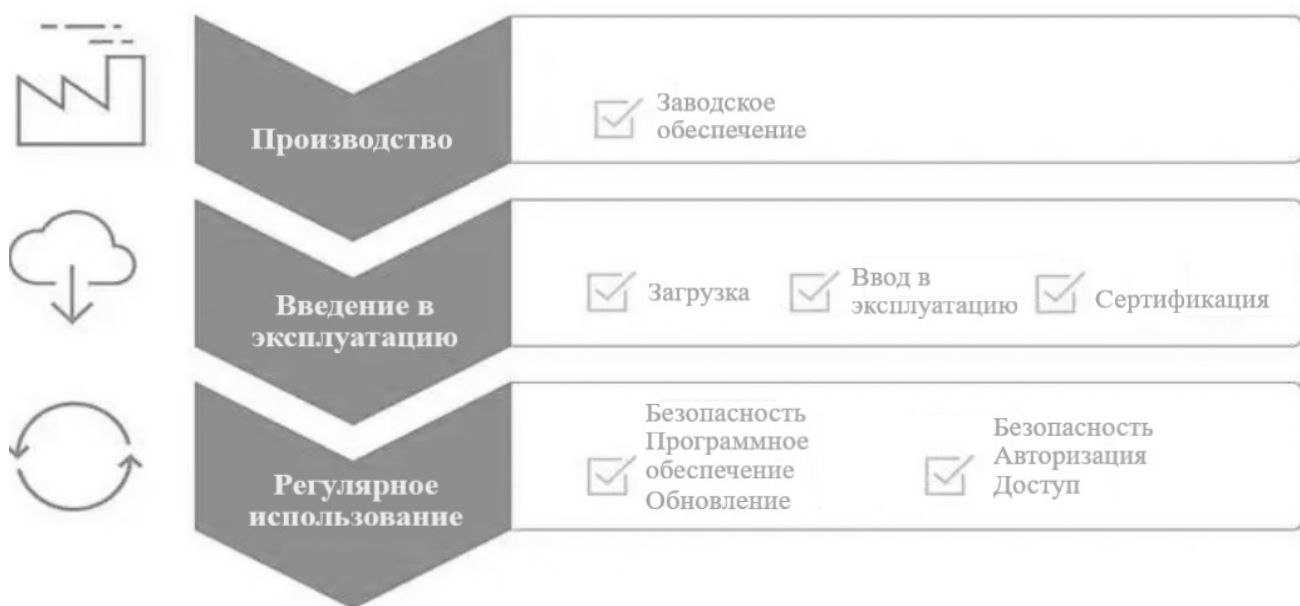 Производство
Заводское
обеспечение
Введение в
эксплуатацию
Загрузка
Ввод в
эксплуатацию
Сертификация
Регулярное
использование
Безопасность
Программное
обеспечение
Обновление
Безопасность
Авторизация
Доступ